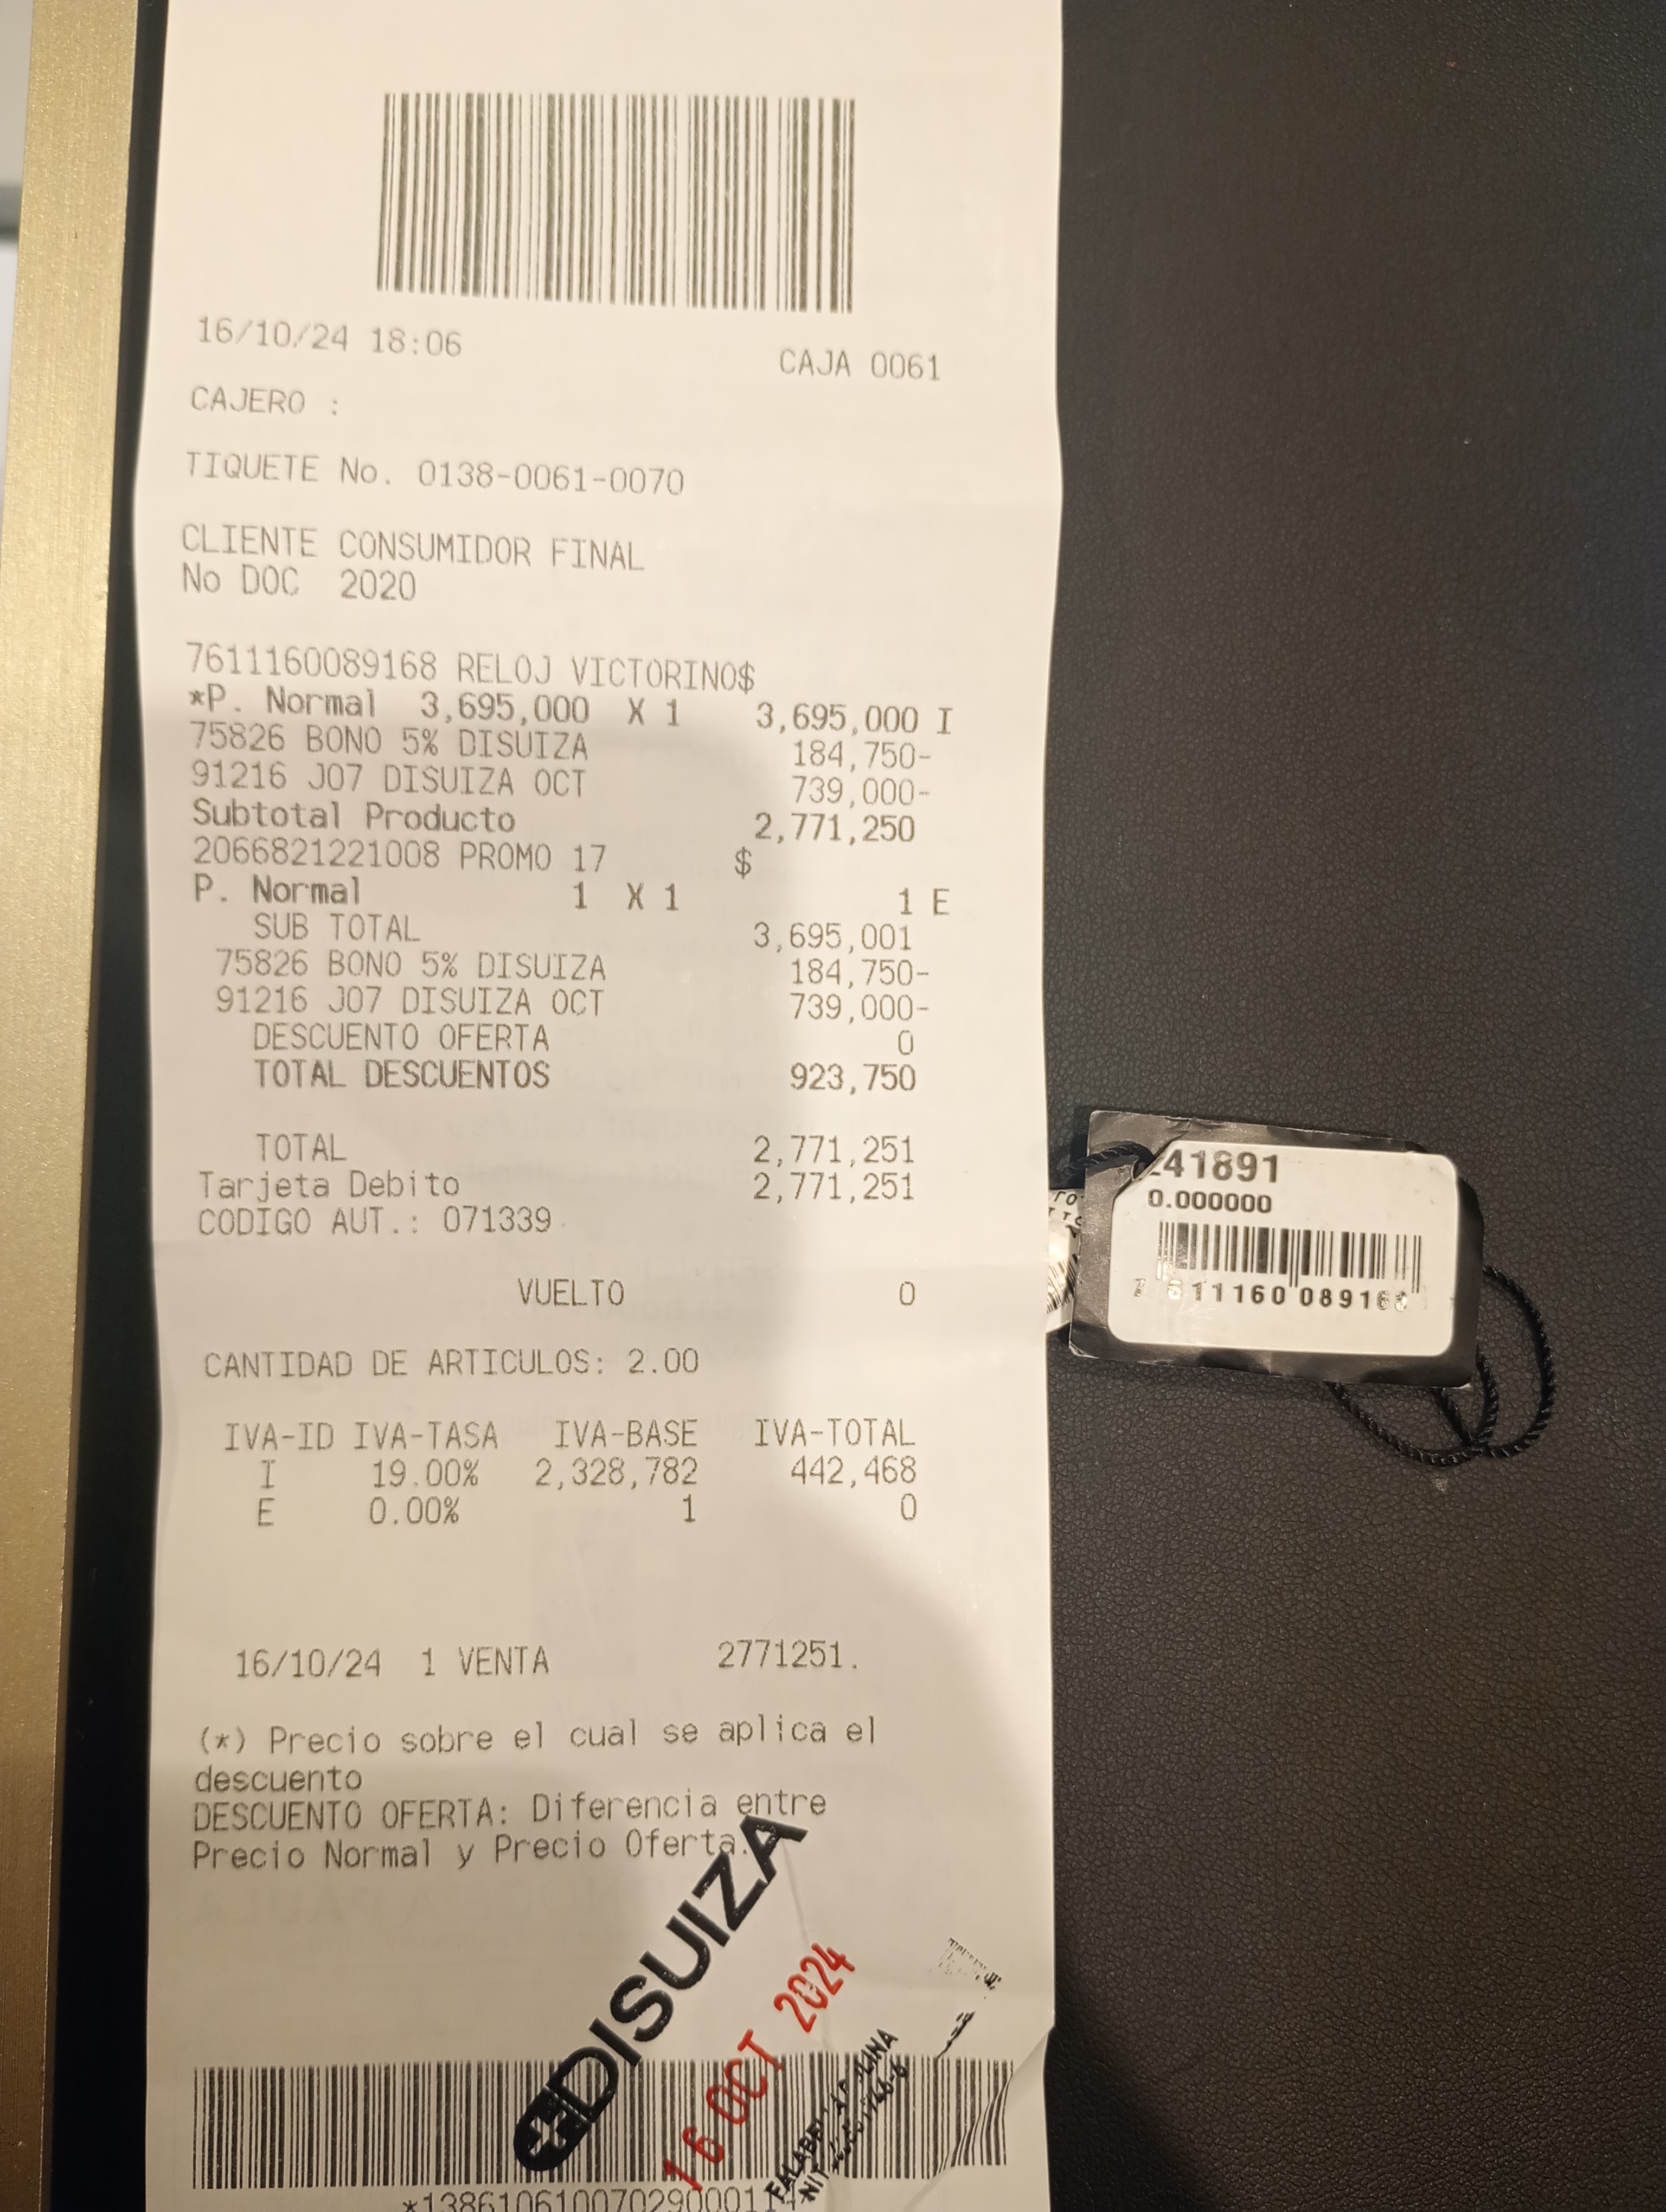 16/10/24 18:06 CAJA 0061
CAJERO :
TIQUETE No. 0138-0061-0070
CLIENTE CONSUMIDOR FINAL
No DOC 2020
7611160089168 RELOJ VICTORINO$
*P. Normal 3,695,000 X 1 3,695,000 I
75826 BONO 5% DISUIZA 184,750-
91216 J07 DISUIZA OCT 739,000-
Subtotal Producto 2,771,250
2066821221008 PROMO 17 $
P. Normal 1 X 1 1 E
SUB TOTAL 3,695,001
75826 BONO 5% DISUIZA 184,750-
91216 J07 DISUIZA OCT 739,000-
DESCUENTO OFERTA 0
TOTAL DESCUENTOS 923,750
TOTAL 2,771,251
Tarjeta Debito 2,771,251
CODIGO AUT.: 071339
VUELTO 0
CANTIDAD DE ARTICULOS: 2.00
IVA-ID IVA-TASA IVA-BASE IVA-TOTAL
I 19.00% 2,328,782 442,468
E 0.00% 1 0
16/10/24 1 VENTA 2771251.
(*) Precio sobre el cual se aplica el
descuento
DESCUENTO OFERTA: Diferencia entre
Precio Normal y Precio Oferta.
DISUIZA
16 OCT 2024
NIT
41891
0.000000
11160 08916